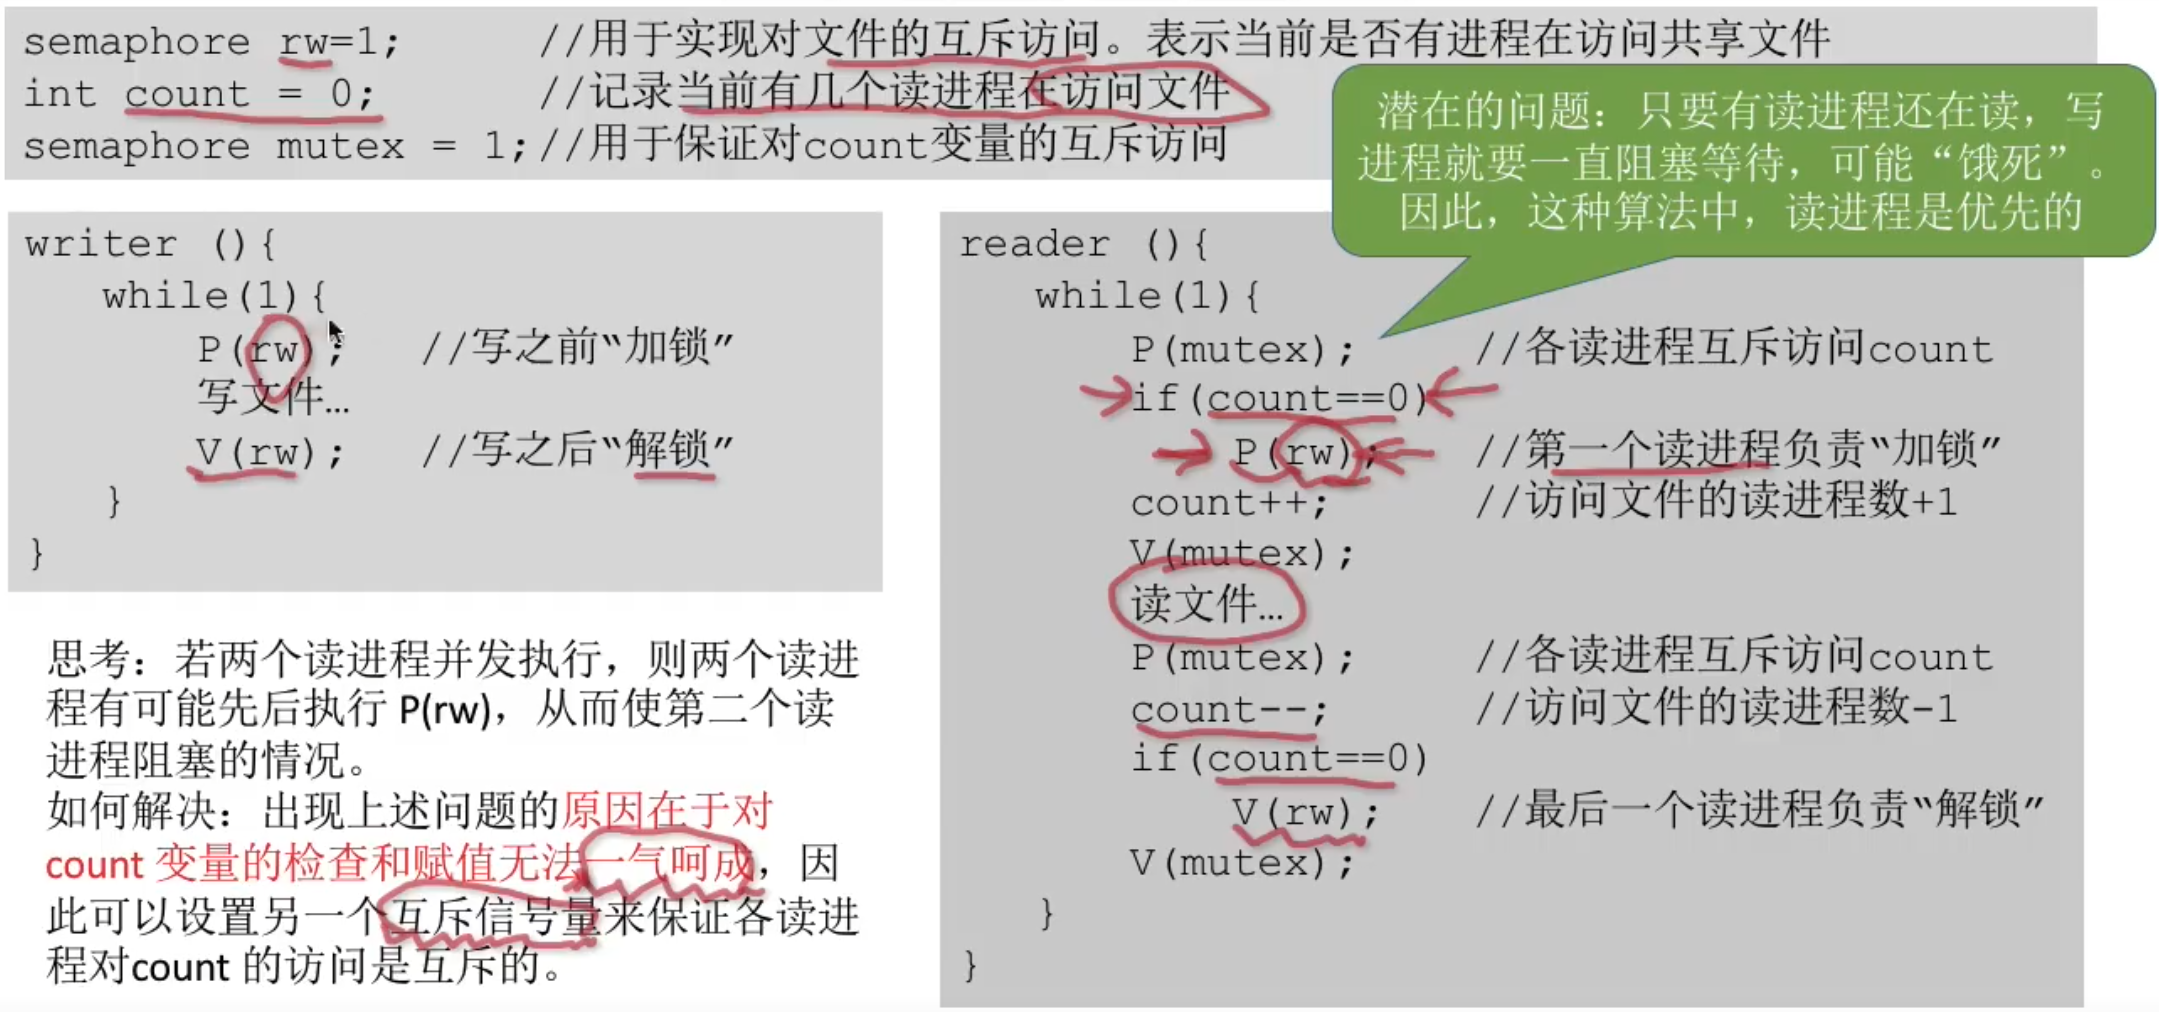 semaphore rw=1; //用于实现对文件的互斥访问。表示当前是否有进程在访问共享文件
int count = 0; //记录当前有几个读进程在访问文件
semaphore mutex = 1;//用于保证对count变量的互斥访问
潜在的问题：只要有读进程还在读，写
进程就要一直阻塞等待，可能“饿死”。
因此，这种算法中，读进程是优先的
writer (){
while(1){
P(rw); //写之前“加锁”
写文件…
V(rw); //写之后“解锁”
}
}
思考：若两个读进程并发执行，则两个读进
程有可能先后执行 P(rw)，从而使第二个读
进程阻塞的情况。
如何解决：出现上述问题的原因在于对
count 变量的检查和赋值无法一气呵成，因
此可以设置另一个互斥信号量来保证各读进
程对count 的访问是互斥的。
reader (){
while(1){
P(mutex); //各读进程互斥访问count
if(count==0)
P(rw); //第一个读进程负责“加锁”
count++; //访问文件的读进程数+1
V(mutex);
读文件…
P(mutex); //各读进程互斥访问count
count--; //访问文件的读进程数-1
if(count==0)
V(rw); //最后一个读进程负责“解锁”
V(mutex);
}
}